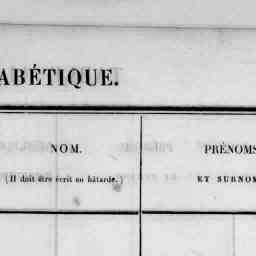 ABÉTIQUE.
NOM.
(Il doit être écrit en bâtarde.)
PRÉNOMS
ET SURNOM